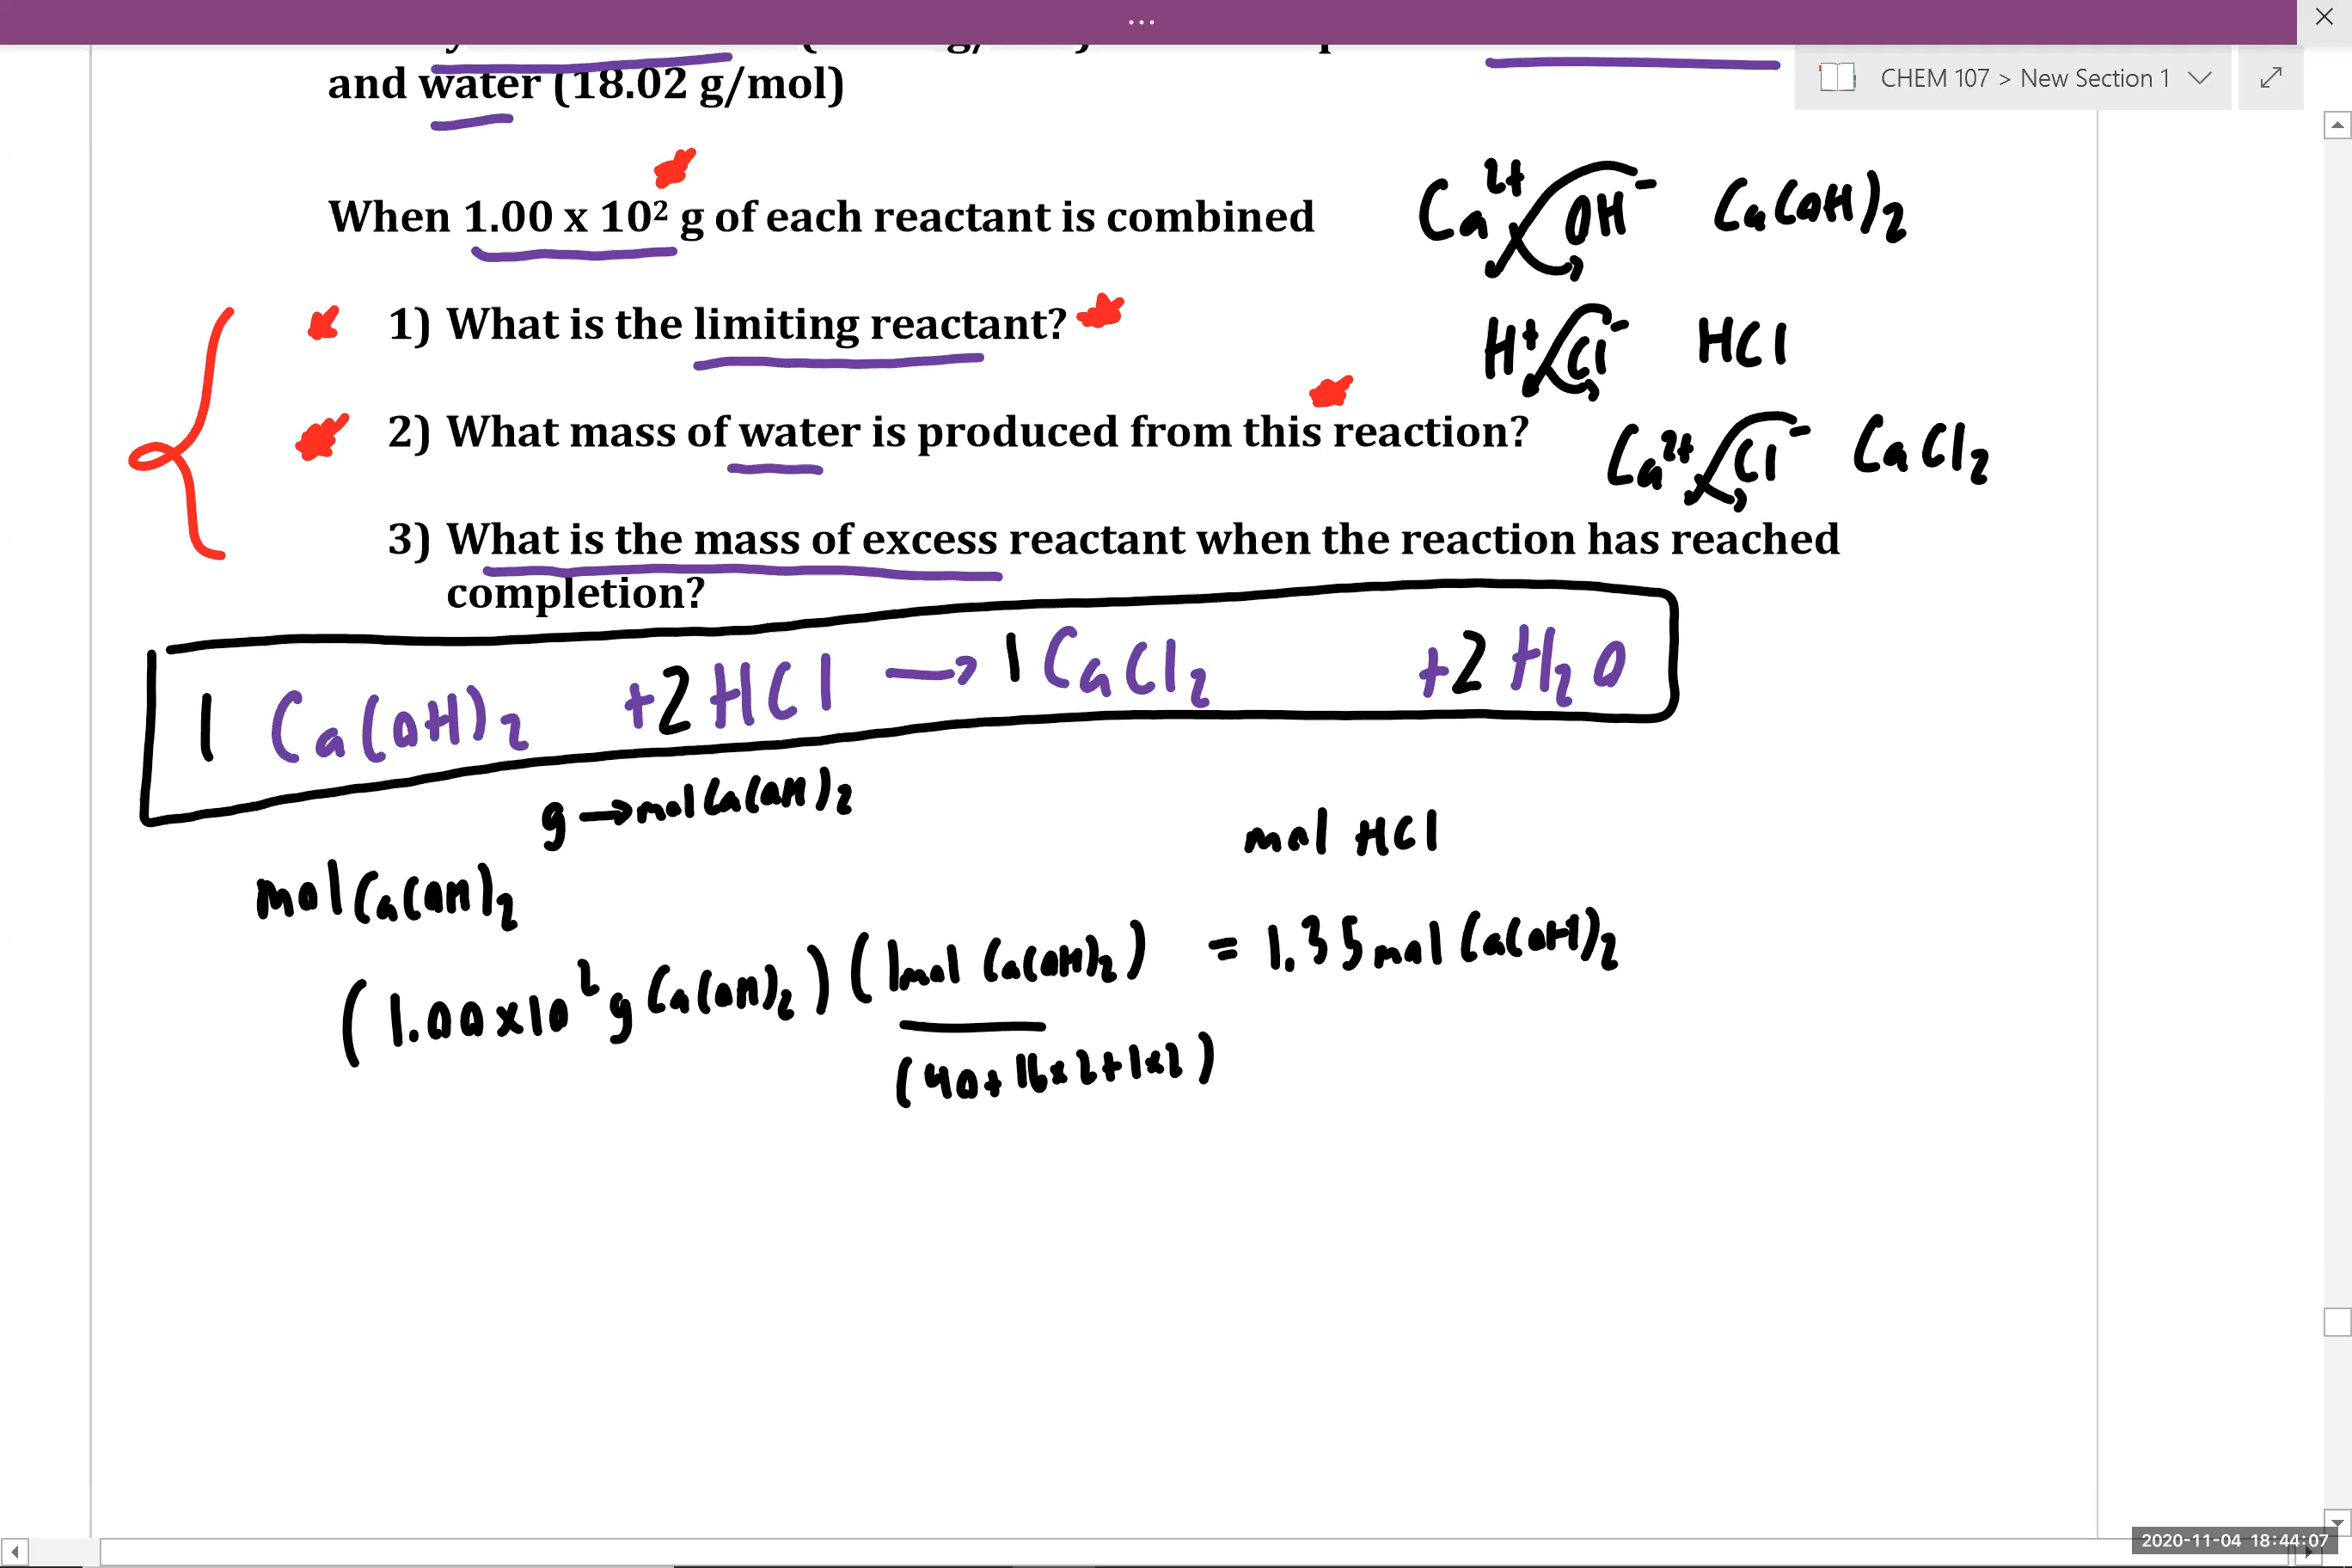 and water (18.02 g/mol)
CHEM 107 > New Section 1
When 1.00 x 10² g of each reactant is combined
Ca²⁺ OH⁻ Ca(OH)₂
1) What is the limiting reactant?
H⁺ Cl⁻ HCl
2) What mass of water is produced from this reaction?
Ca²⁺ Cl⁻ CaCl₂
3) What is the mass of excess reactant when the reaction has reached
completion?
1 Ca(OH)₂ + 2 HCl → 1 CaCl₂ + 2 H₂O
g → mol Ca(OH)₂
mol HCl
mol Ca(OH)₂
(1.00x10² g Ca(OH)₂) (1 mol Ca(OH)₂) = 1.35 mol Ca(OH)₂
(40+16x2+1x2)
2020-11-04 18:44:07